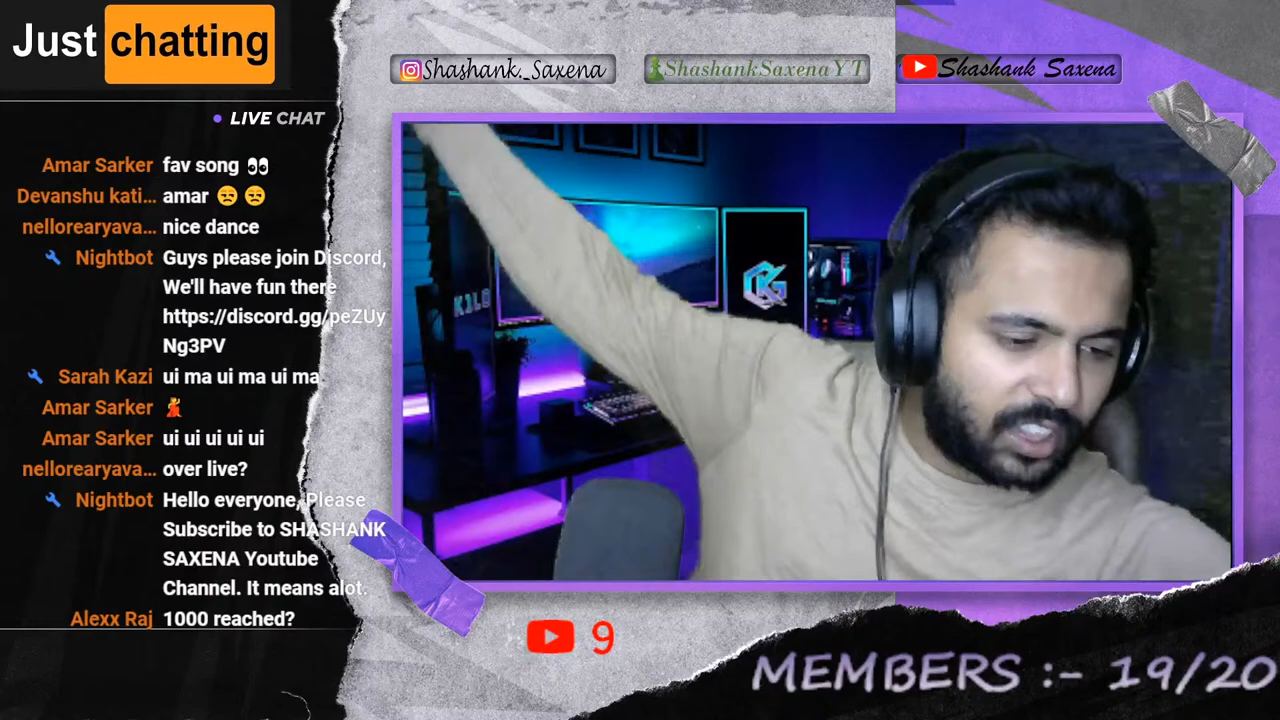 Just chatting
Shashank._Saxena
ShashankSaxenaYT
Shashank Saxena
LIVE CHAT
Amar Sarker fav song 👀
Devanshu kati... amar 😒 😒
nellorearyava... nice dance
Nightbot Guys please join Discord,
We'll have fun there
https://discord.gg/peZUy
Ng3PV
Sarah Kazi ui ma ui ma ui ma
Amar Sarker 💃
Amar Sarker ui ui ui ui ui
nellorearyava... over live?
Nightbot Hello everyone, Please
Subscribe to SHASHANK
SAXENA Youtube
Channel. It means alot.
Alexx Raj 1000 reached?
9
MEMBERS :- 19/20